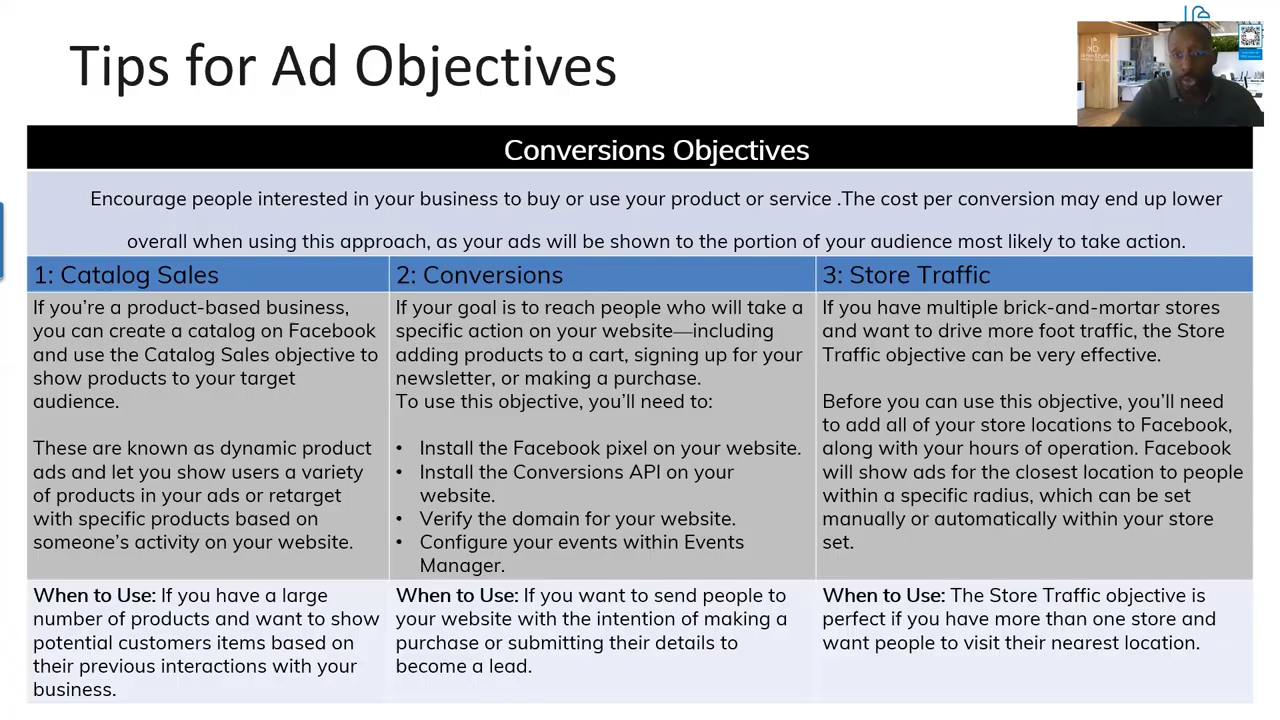 Tips for Ad Objectives
Conversions Objectives
Encourage people interested in your business to buy or use your product or service .The cost per conversion may end up lower
overall when using this approach, as your ads will be shown to the portion of your audience most likely to take action.
1: Catalog Sales
If you're a product-based business,
you can create a catalog on Facebook
and use the Catalog Sales objective to
show products to your target
audience.
These are known as dynamic product
ads and let you show users a variety
of products in your ads or retarget
with specific products based on
someone's activity on your website.
When to Use: If you have a large
number of products and want to show
potential customers items based on
their previous interactions with your
business.
2: Conversions
If your goal is to reach people who will take a
specific action on your website—including
adding products to a cart, signing up for your
newsletter, or making a purchase.
To use this objective, you'll need to:
• Install the Facebook pixel on your website.
• Install the Conversions API on your
website.
• Verify the domain for your website.
• Configure your events within Events
Manager.
When to Use: If you want to send people to
your website with the intention of making a
purchase or submitting their details to
become a lead.
3: Store Traffic
If you have multiple brick-and-mortar stores
and want to drive more foot traffic, the Store
Traffic objective can be very effective.
Before you can use this objective, you'll need
to add all of your store locations to Facebook,
along with your hours of operation. Facebook
will show ads for the closest location to people
within a specific radius, which can be set
manually or automatically within your store
set.
When to Use: The Store Traffic objective is
perfect if you have more than one store and
want people to visit their nearest location.